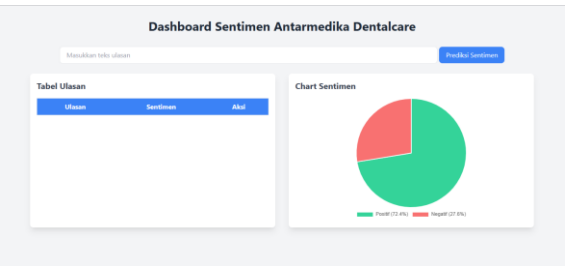 Dashboard Sentimen Antarmedika Dentalcare
Masukkan teks ulasan
Prediksi Sentimen
Tabel Ulasan
Ulasan Sentimen Aksi
Chart Sentimen
Positif (72.4%) Negatif (27.6%)